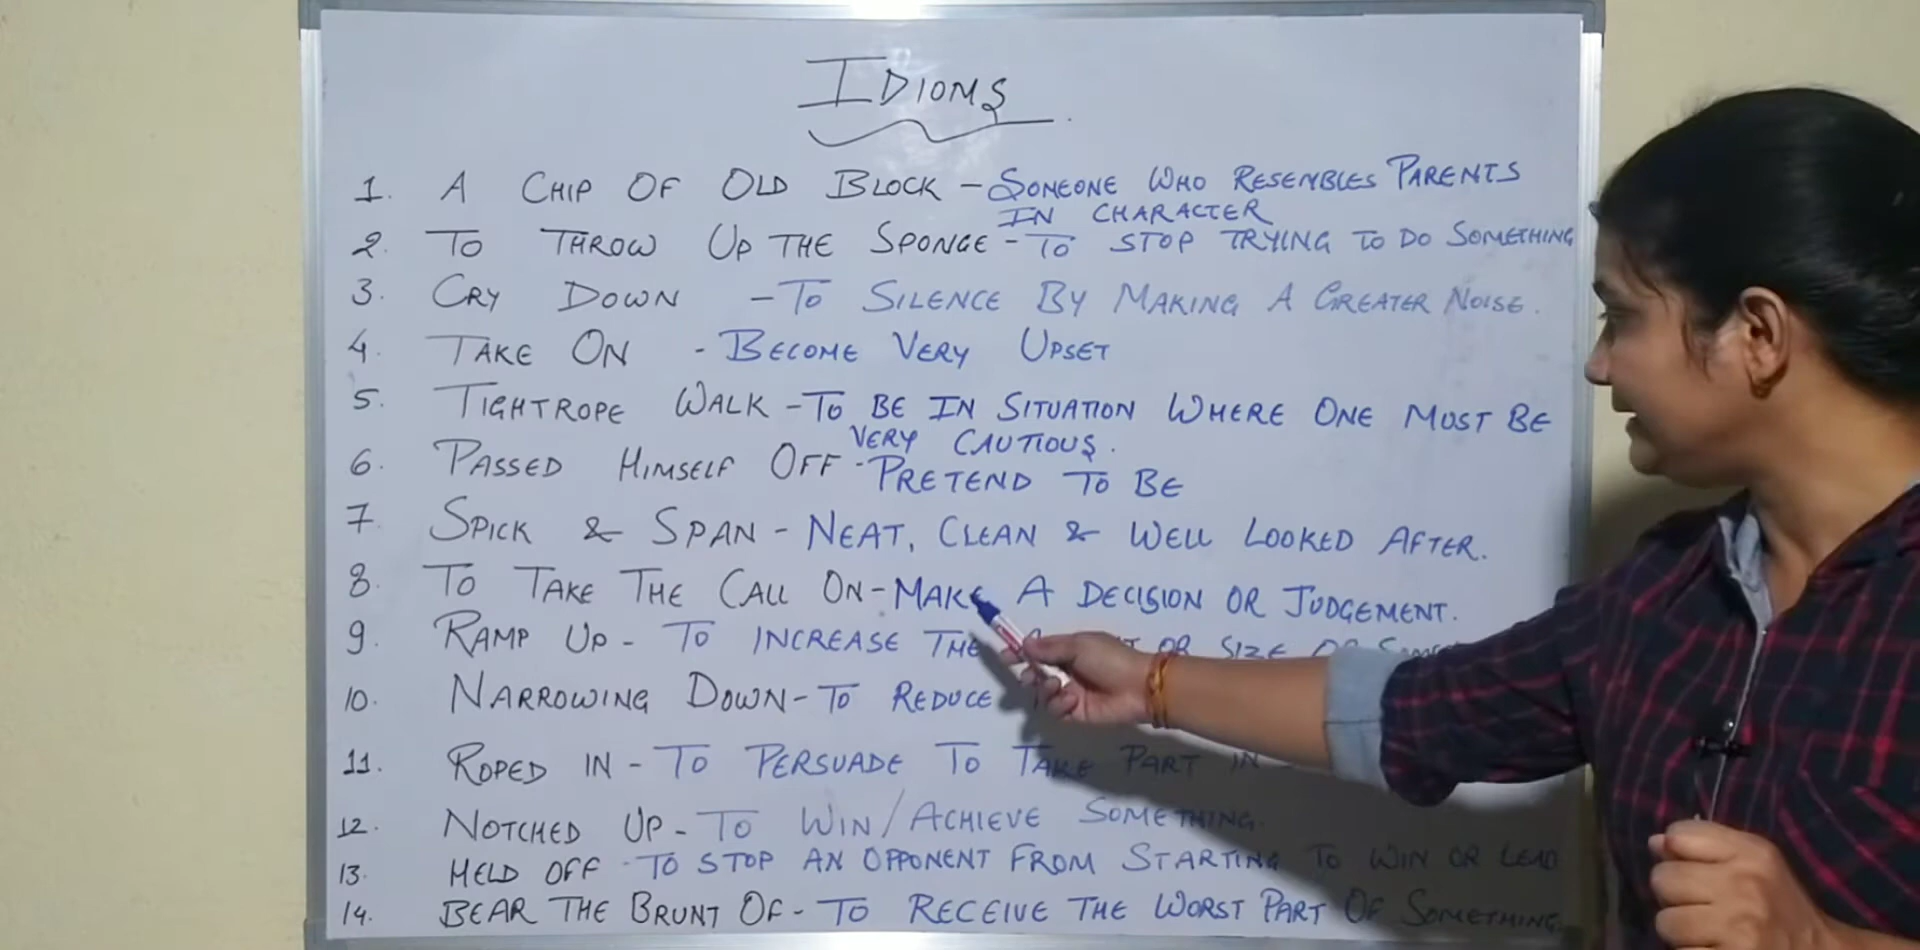 IDIOMS
1. A CHIP OF OLD BLOCK - SOMEONE WHO RESEMBLES PARENTS
IN CHARACTER
2. TO THROW UP THE SPONGE - TO STOP TRYING TO DO SOMETHING
3. CRY DOWN - TO SILENCE BY MAKING A GREATER NOISE.
4. TAKE ON - BECOME VERY UPSET
5. TIGHTROPE WALK - TO BE IN SITUATION WHERE ONE MUST BE
VERY CAUTIOUS.
6. PASSED HIMSELF OFF - PRETEND TO BE
7. SPICK & SPAN - NEAT, CLEAN & WELL LOOKED AFTER.
8. TO TAKE THE CALL ON - MAKE A DECISION OR JUDGEMENT.
9. RAMP UP - TO INCREASE THE OR SIZE OF
10. NARROWING DOWN - TO REDUCE
11. ROPED IN - TO PERSUADE TO TAKE PART IN
12. NOTCHED UP - TO WIN/ACHIEVE SOMETHING.
13. HELD OFF - TO STOP AN OPPONENT FROM STARTING TO WIN OR LEAD
14. BEAR THE BRUNT OF - TO RECEIVE THE WORST PART OF SOMETHING.